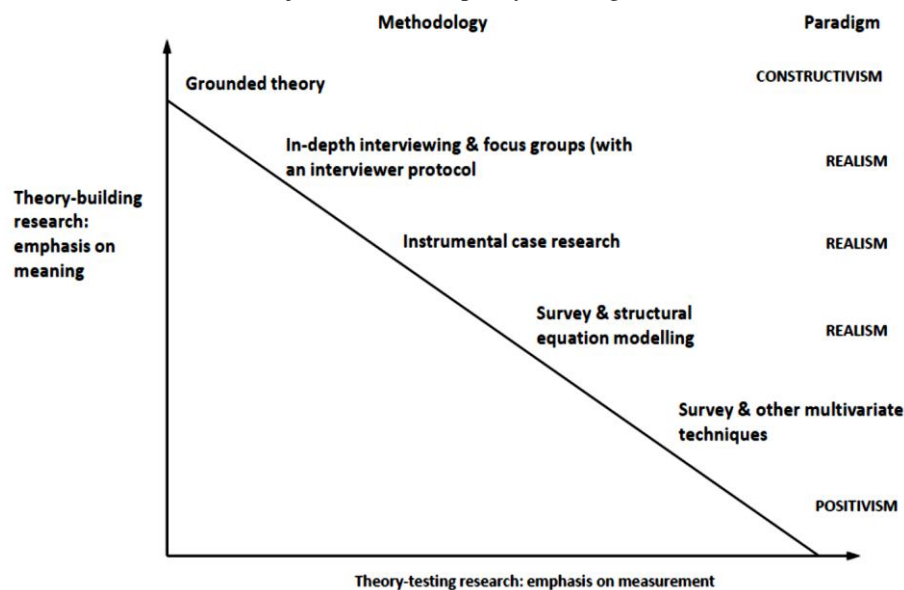 Methodology Paradigm
Grounded theory
CONSTRUCTIVISM
In-depth interviewing & focus groups (with
an interviewer protocol
REALISM
Theory-building
research:
emphasis on
meaning
Instrumental case research
REALISM
Survey & structural
equation modelling
REALISM
Survey & other multivariate
techniques
POSITIVISM
Theory-testing research: emphasis on measurement